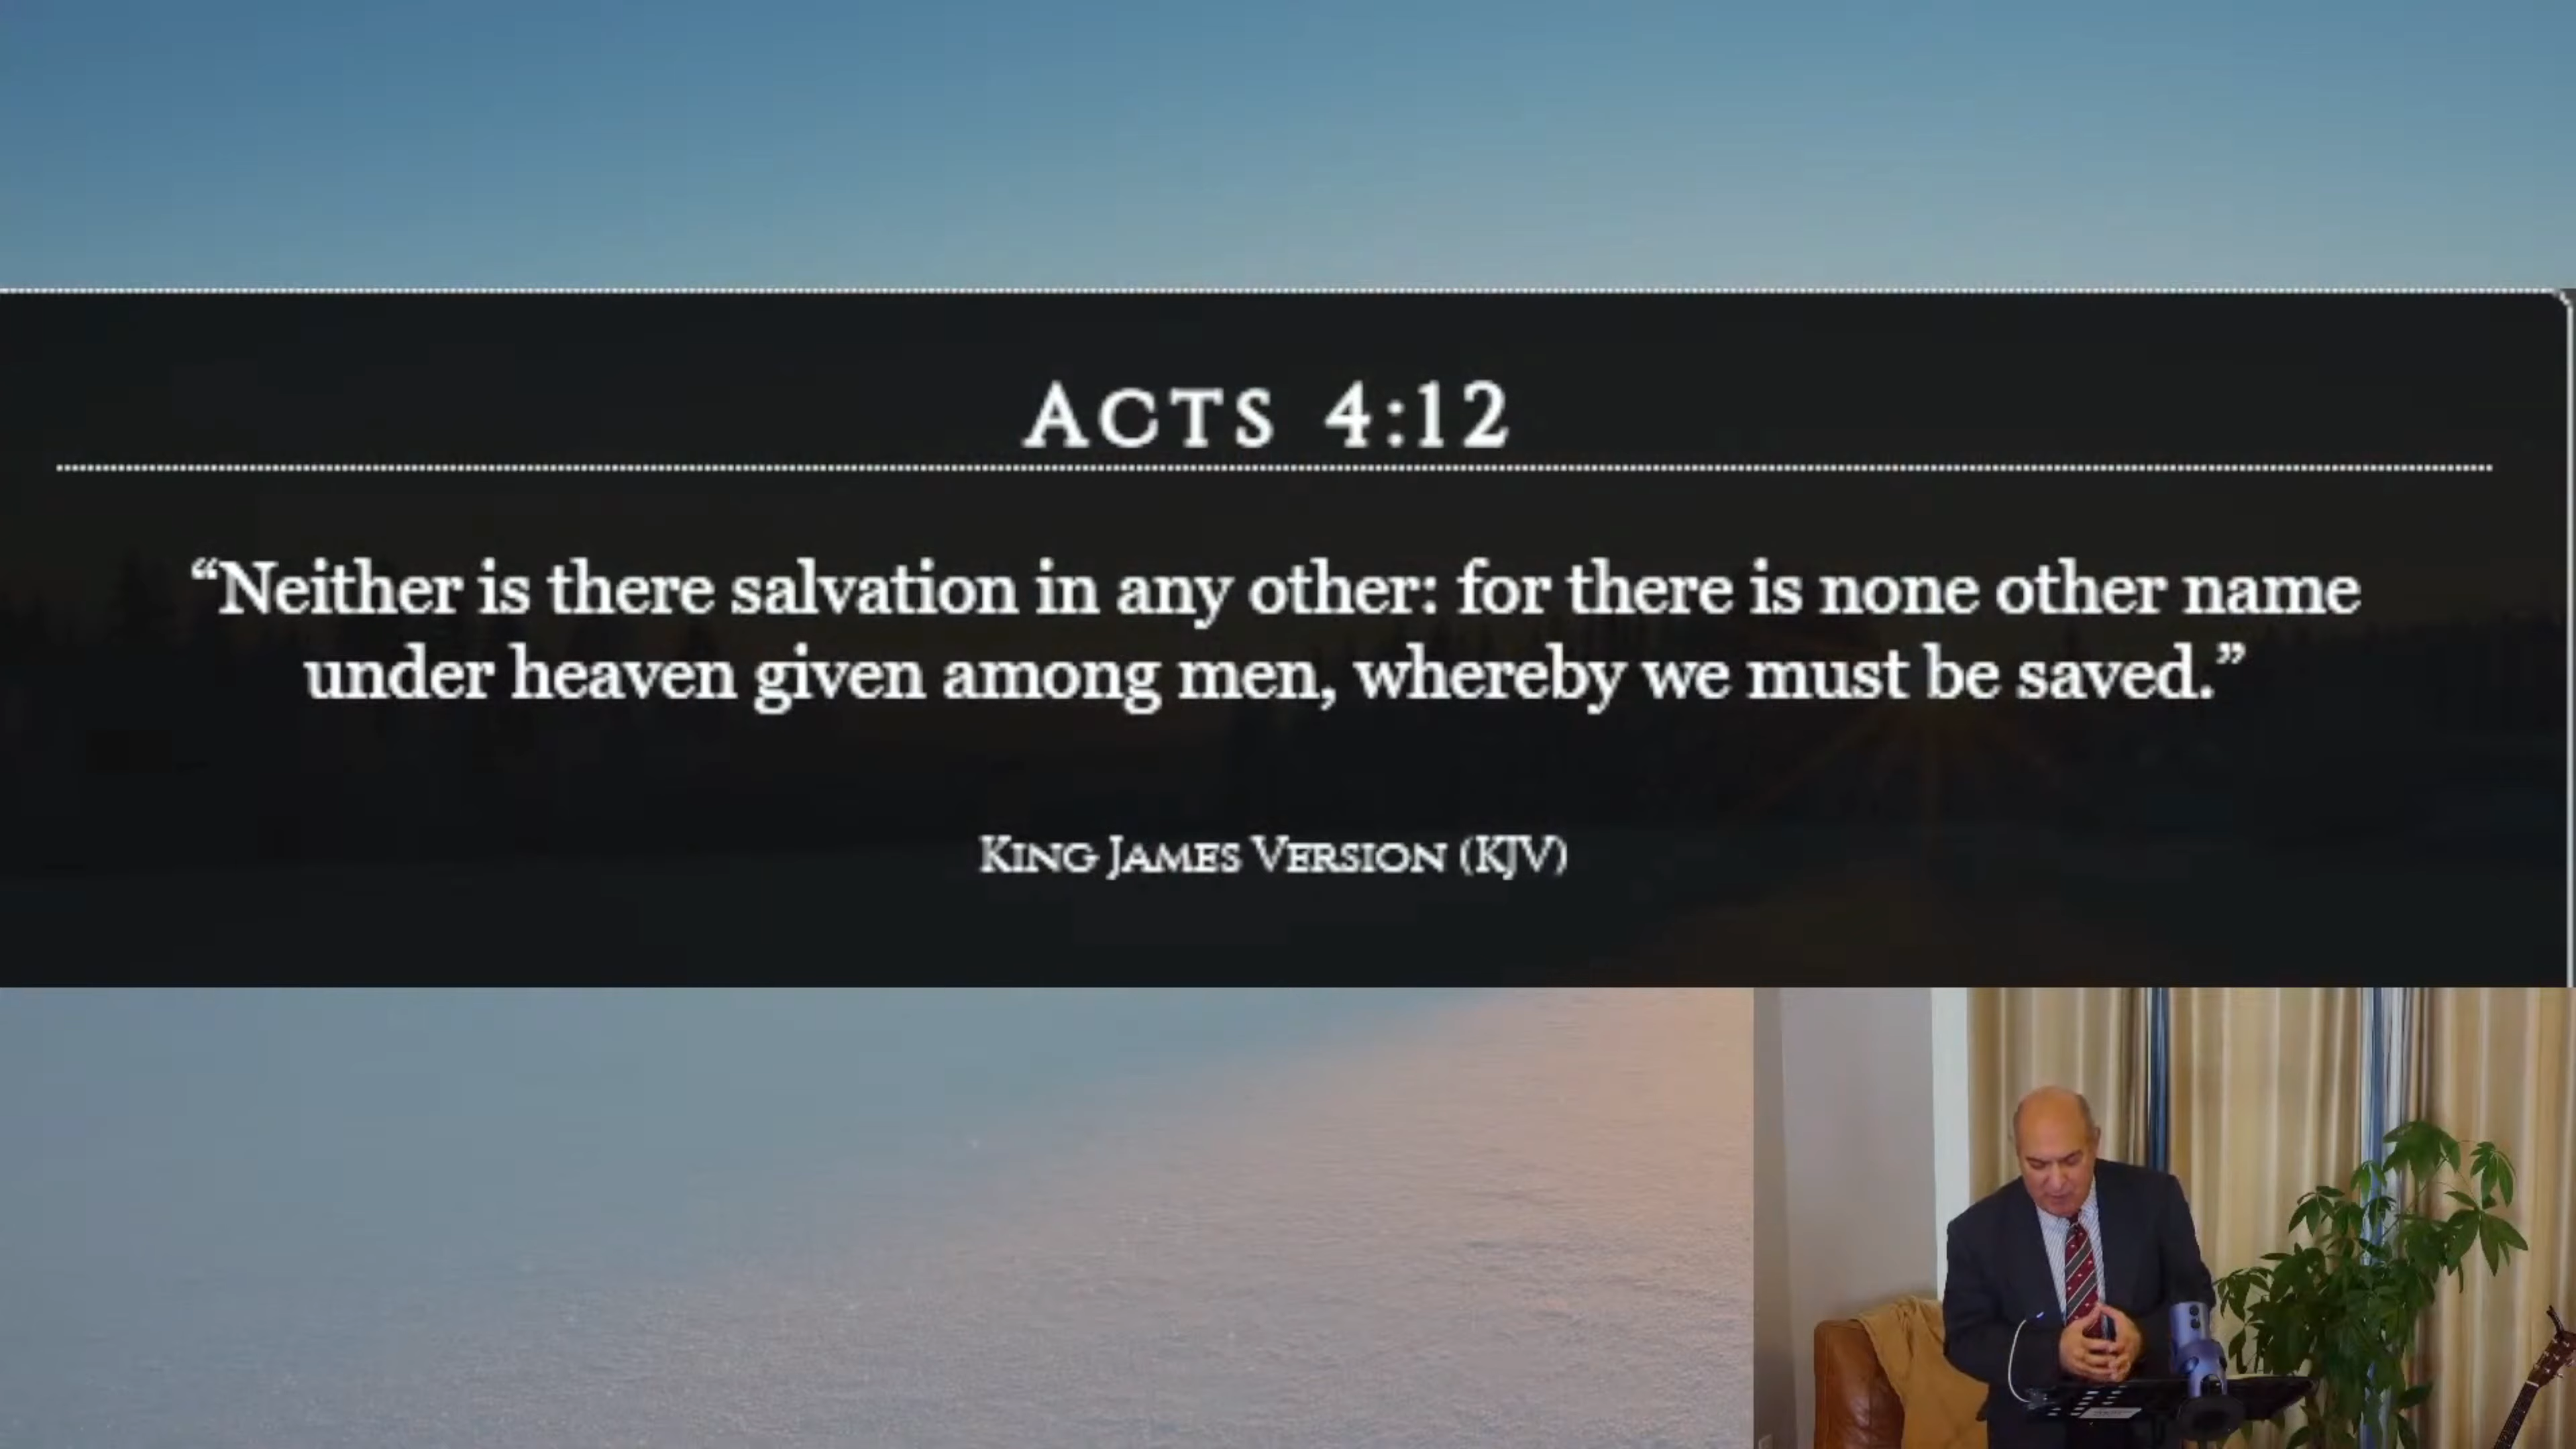 ACTS 4:12
“Neither is there salvation in any other: for there is none other name
under heaven given among men, whereby we must be saved.”
KING JAMES VERSION (KJV)